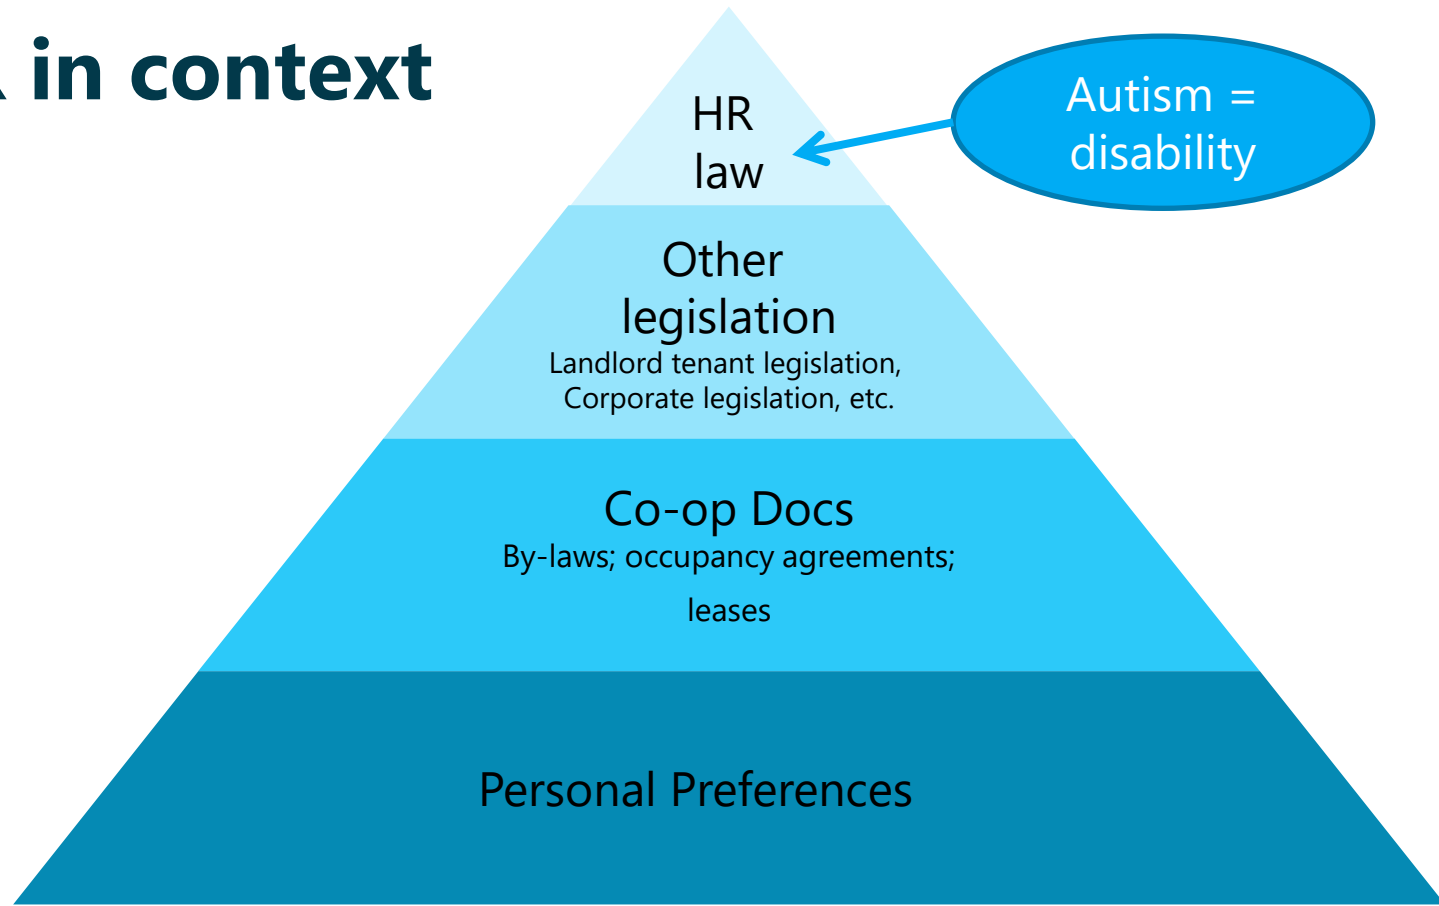 in context
HR
law
Autism =
disability
Other
legislation
Landlord tenant legislation,
Corporate legislation, etc.
Co-op Docs
By-laws; occupancy agreements;
leases
Personal Preferences